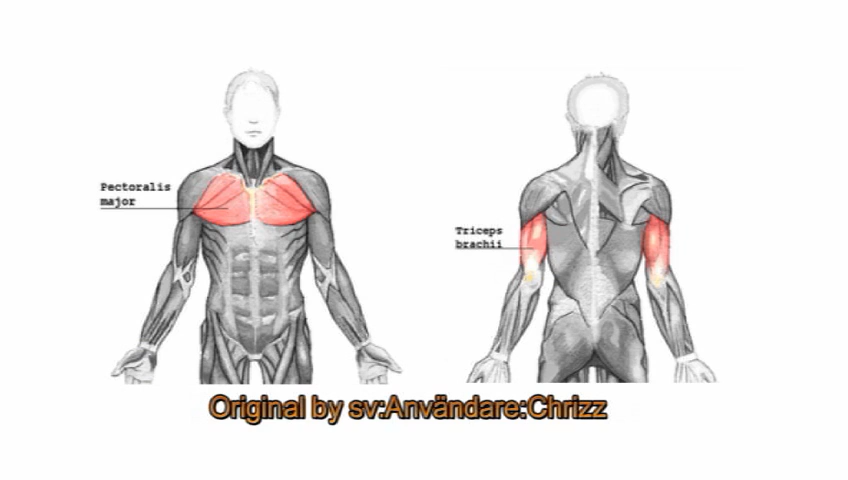 Pectoralis
major
Triceps
brachii
Original by sv:Användare:Chrizz